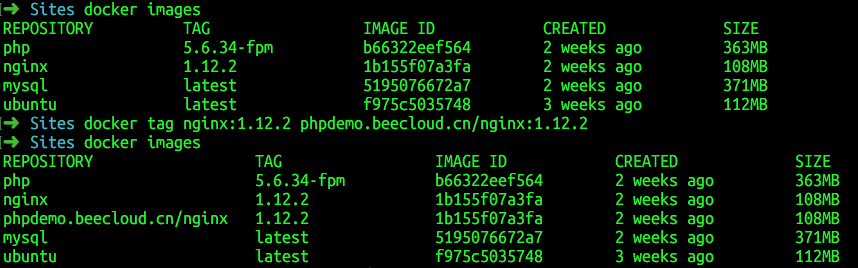 [➜ Sites docker images
REPOSITORY TAG IMAGE ID CREATED SIZE
php 5.6.34-fpm b66322eef564 2 weeks ago 363MB
nginx 1.12.2 1b155f07a3fa 2 weeks ago 108MB
mysql latest 5195076672a7 2 weeks ago 371MB
ubuntu latest f975c5035748 3 weeks ago 112MB
[➜ Sites docker tag nginx:1.12.2 phpdemo.beecloud.cn/nginx:1.12.2
[➜ Sites docker images
REPOSITORY TAG IMAGE ID CREATED SIZE
php 5.6.34-fpm b66322eef564 2 weeks ago 363MB
nginx 1.12.2 1b155f07a3fa 2 weeks ago 108MB
phpdemo.beecloud.cn/nginx 1.12.2 1b155f07a3fa 2 weeks ago 108MB
mysql latest 5195076672a7 2 weeks ago 371MB
ubuntu latest f975c5035748 3 weeks ago 112MB